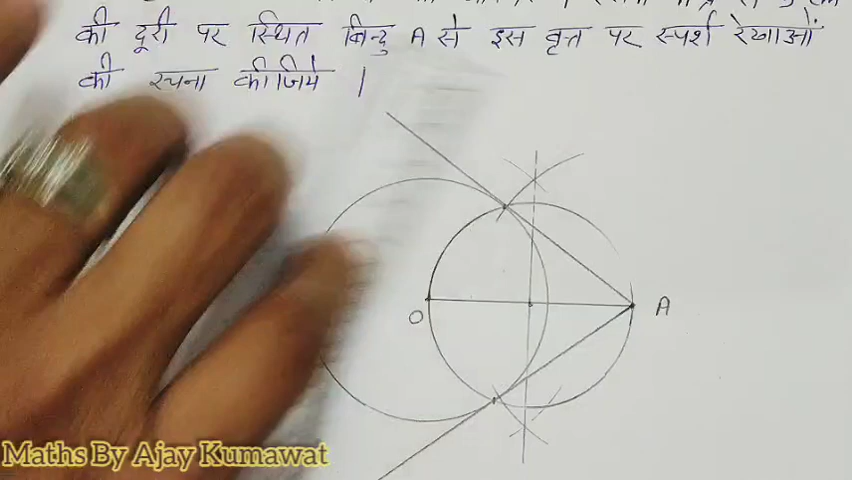 की दूरी पर स्थित बिन्दु A से इस वृत्त पर स्पर्श रेखाओं
की रचना कीजिये |
O
A
Maths By Ajay Kumawat